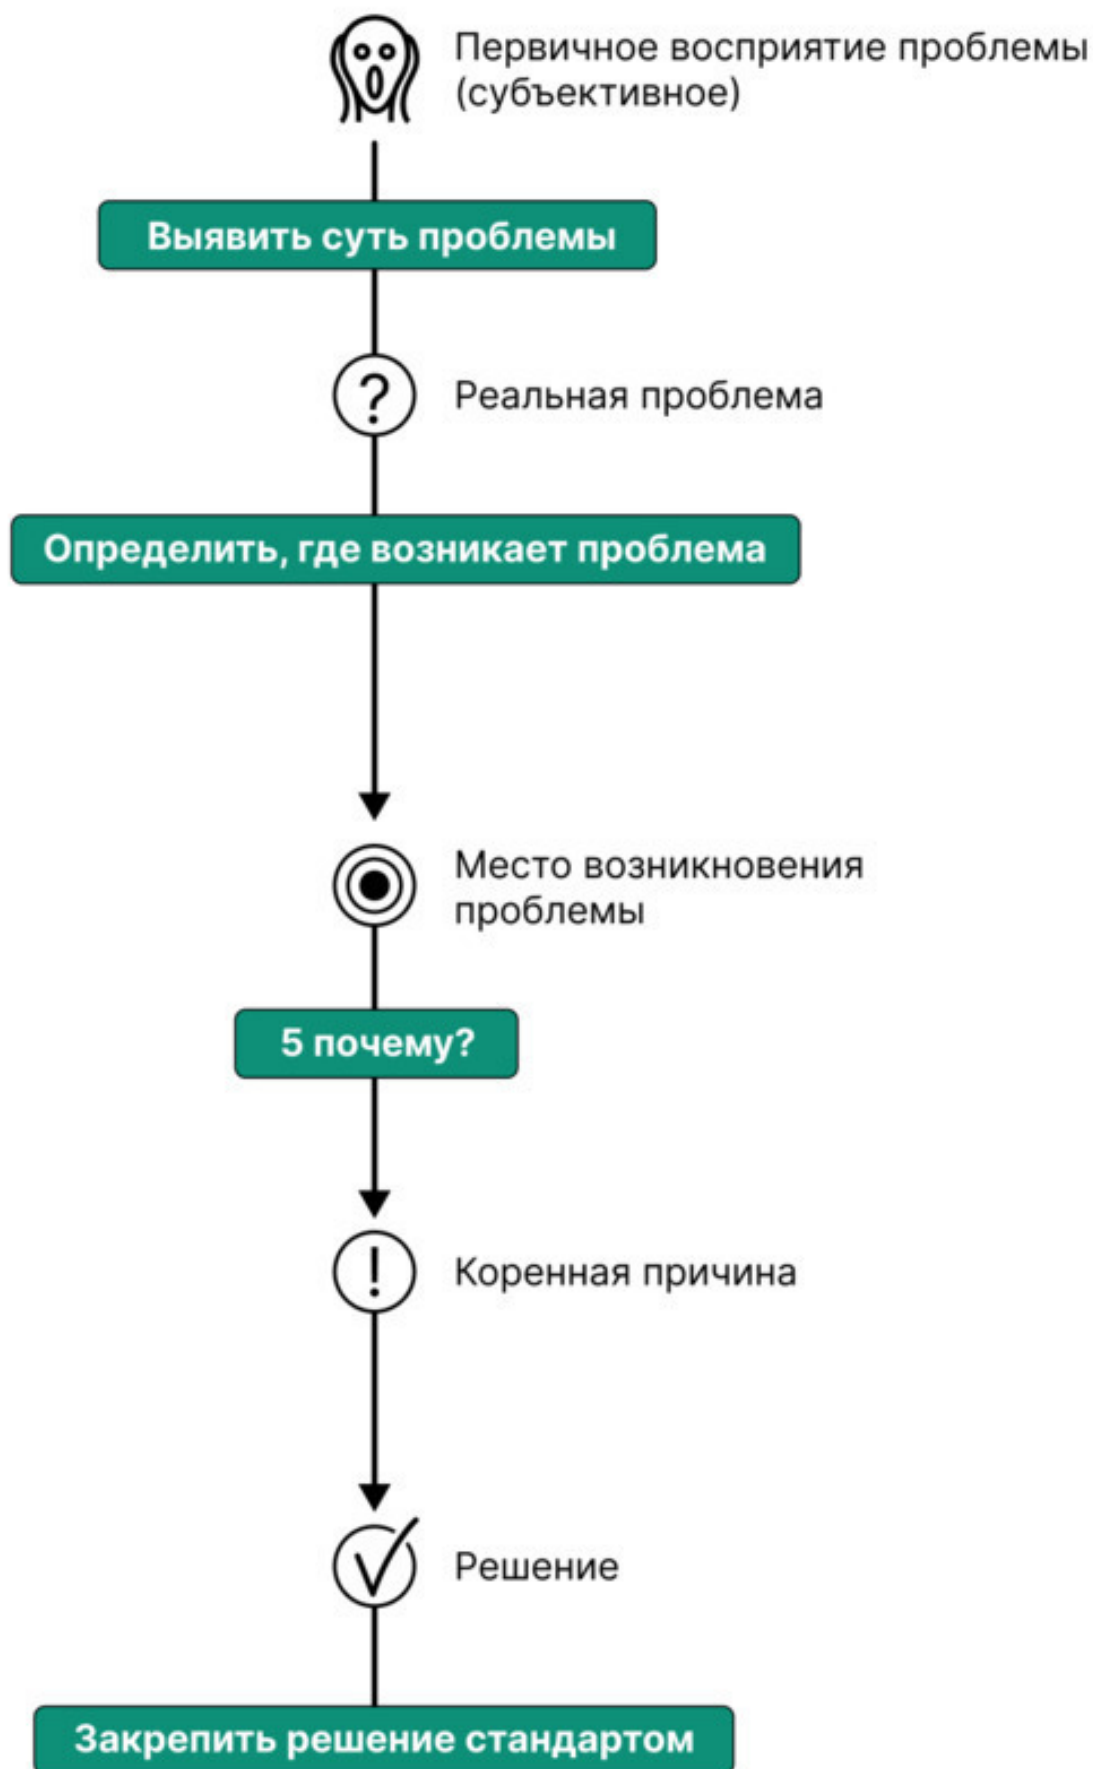 Первичное восприятие проблемы
(субъективное)
Выявить суть проблемы
?
Реальная проблема
Определить, где возникает проблема
Место возникновения
проблемы
5 почему?
!
Коренная причина
Решение
Закрепить решение стандартом